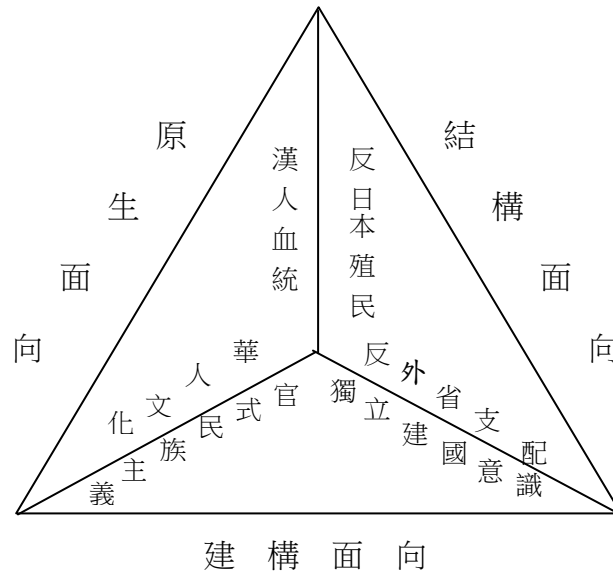 原生面向
結構面向
漢人血統
反日本殖民
華人文化
官式民族主義
反外省支配
獨立建國意識
建構面向